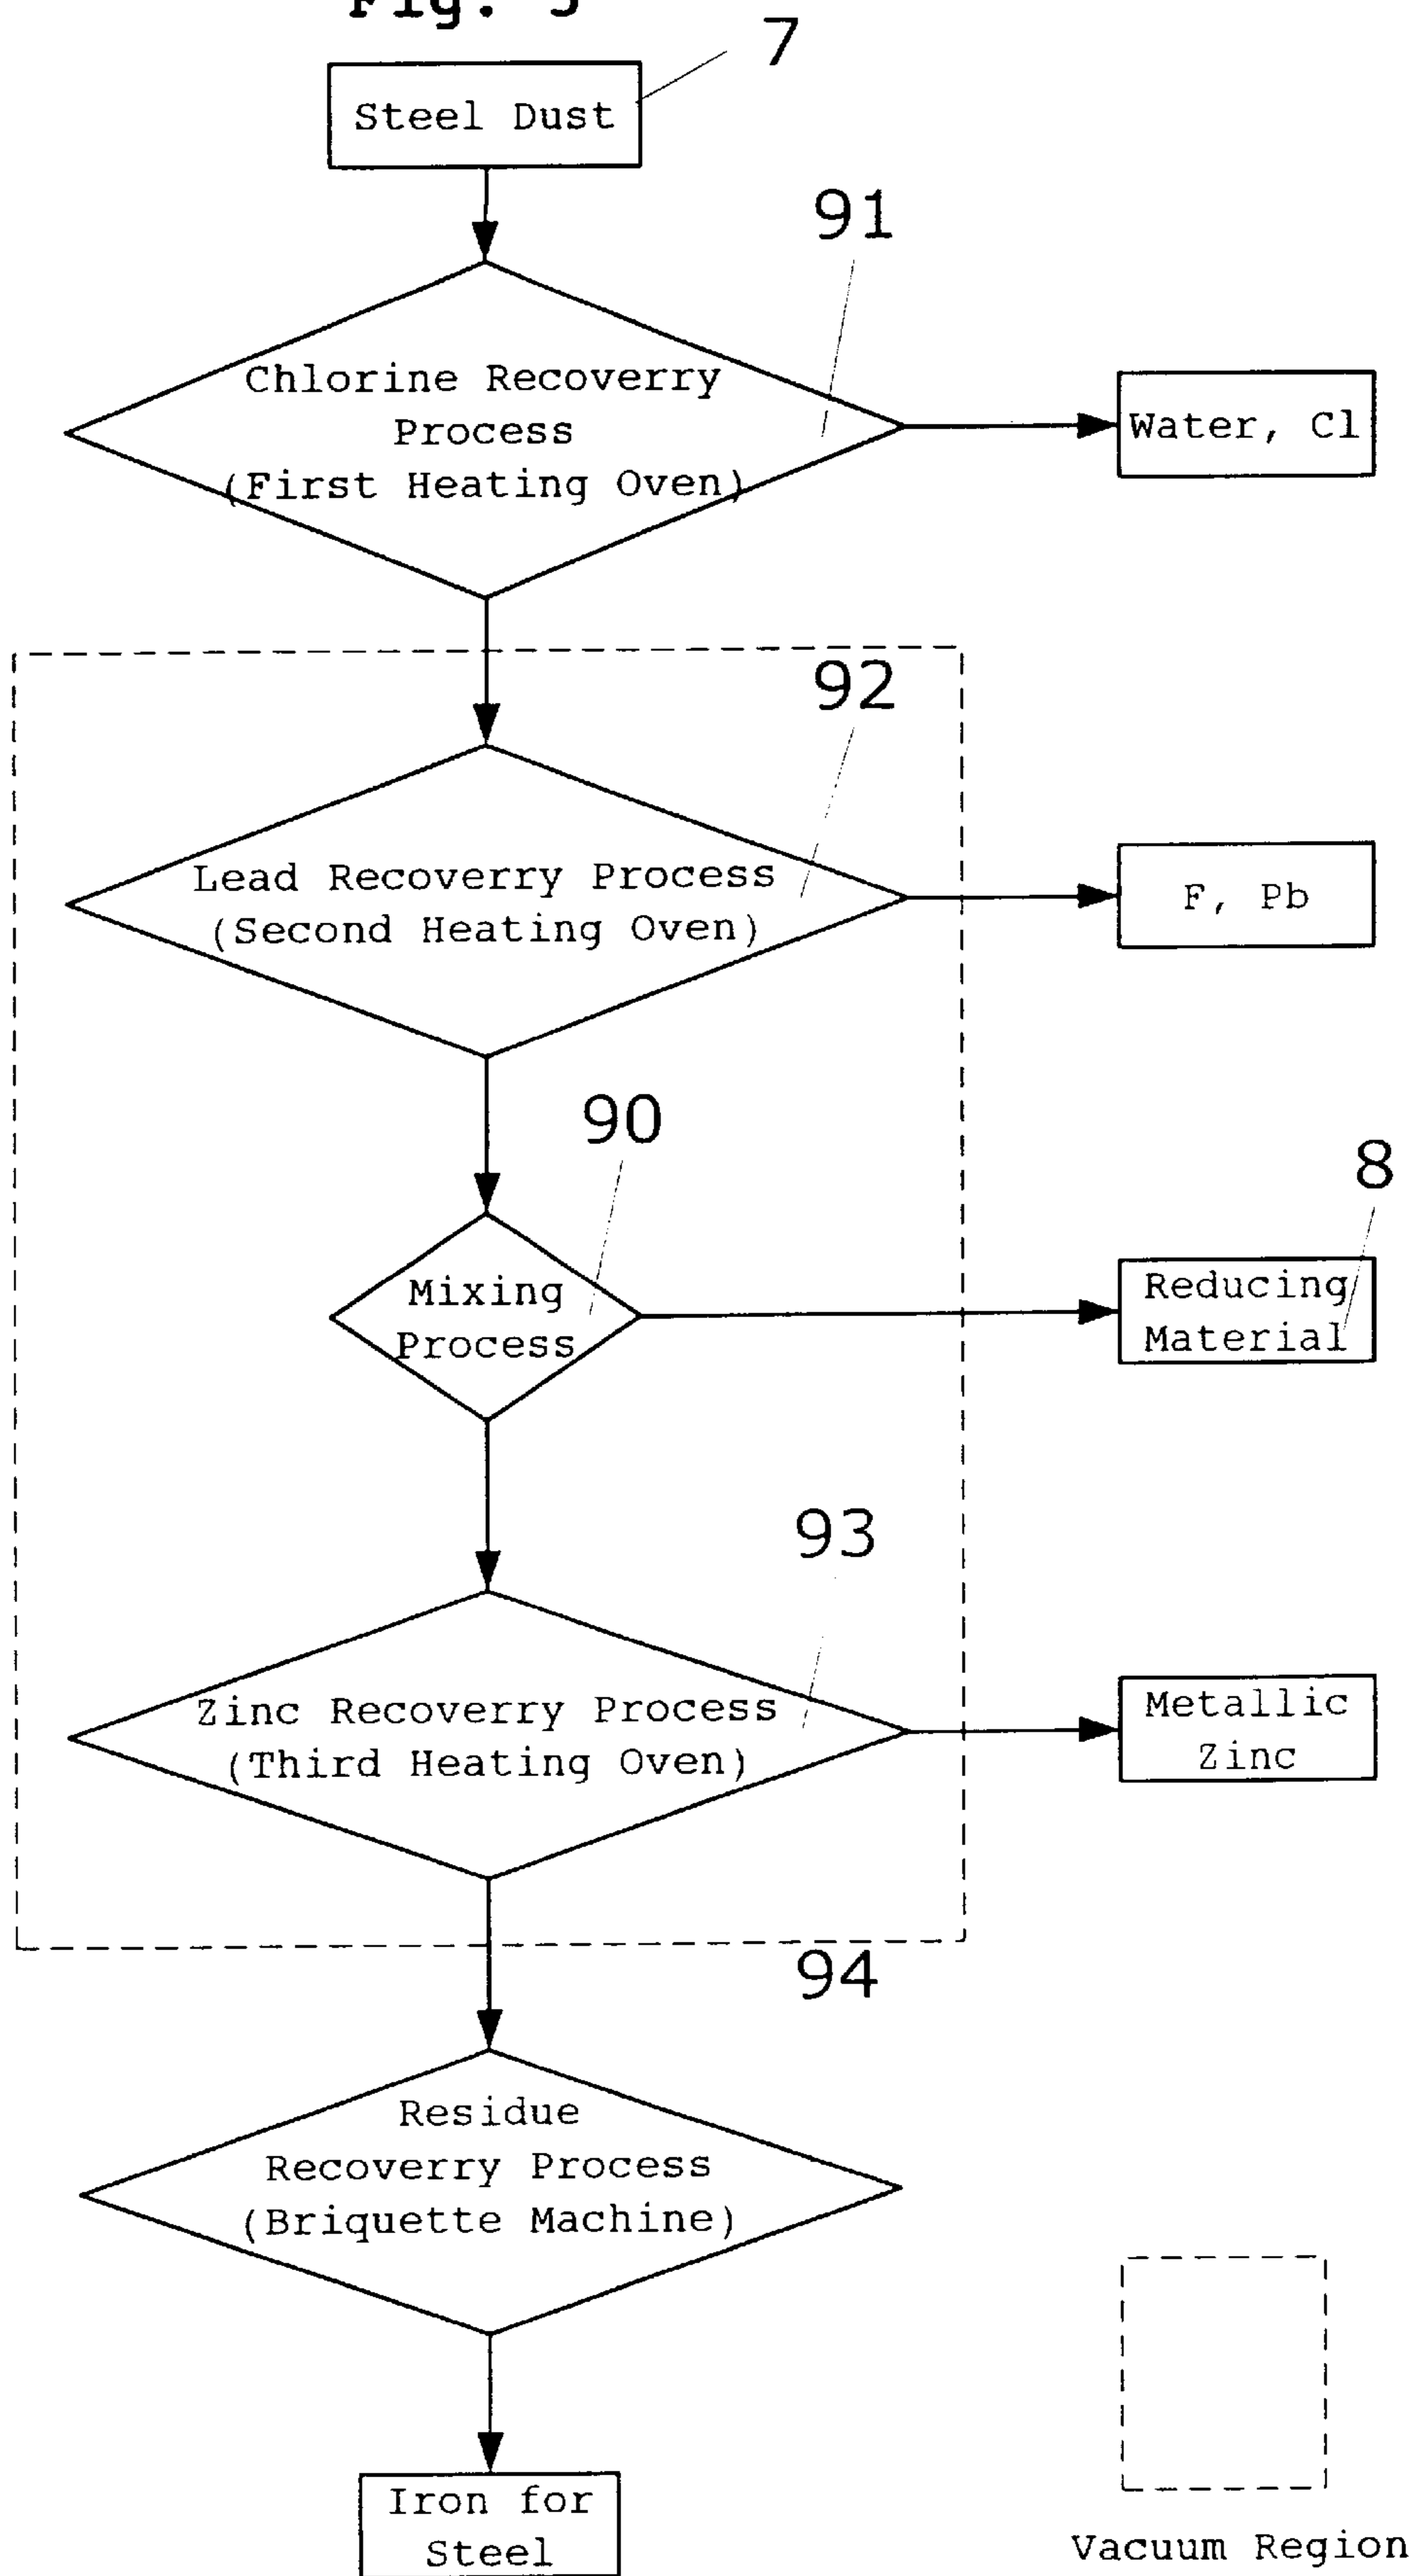 Fig. 5
7
Steel Dust
91
Chlorine Recoverry
Process
(First Heating Oven)
Water, Cl
92
Lead Recoverry Process
(Second Heating Oven)
F, Pb
90
Mixing
Process
8
Reducing
Material
93
Zinc Recoverry Process
(Third Heating Oven)
Metallic
Zinc
94
Residue
Recoverry Process
(Briquette Machine)
Iron for
Steel
Vacuum Region